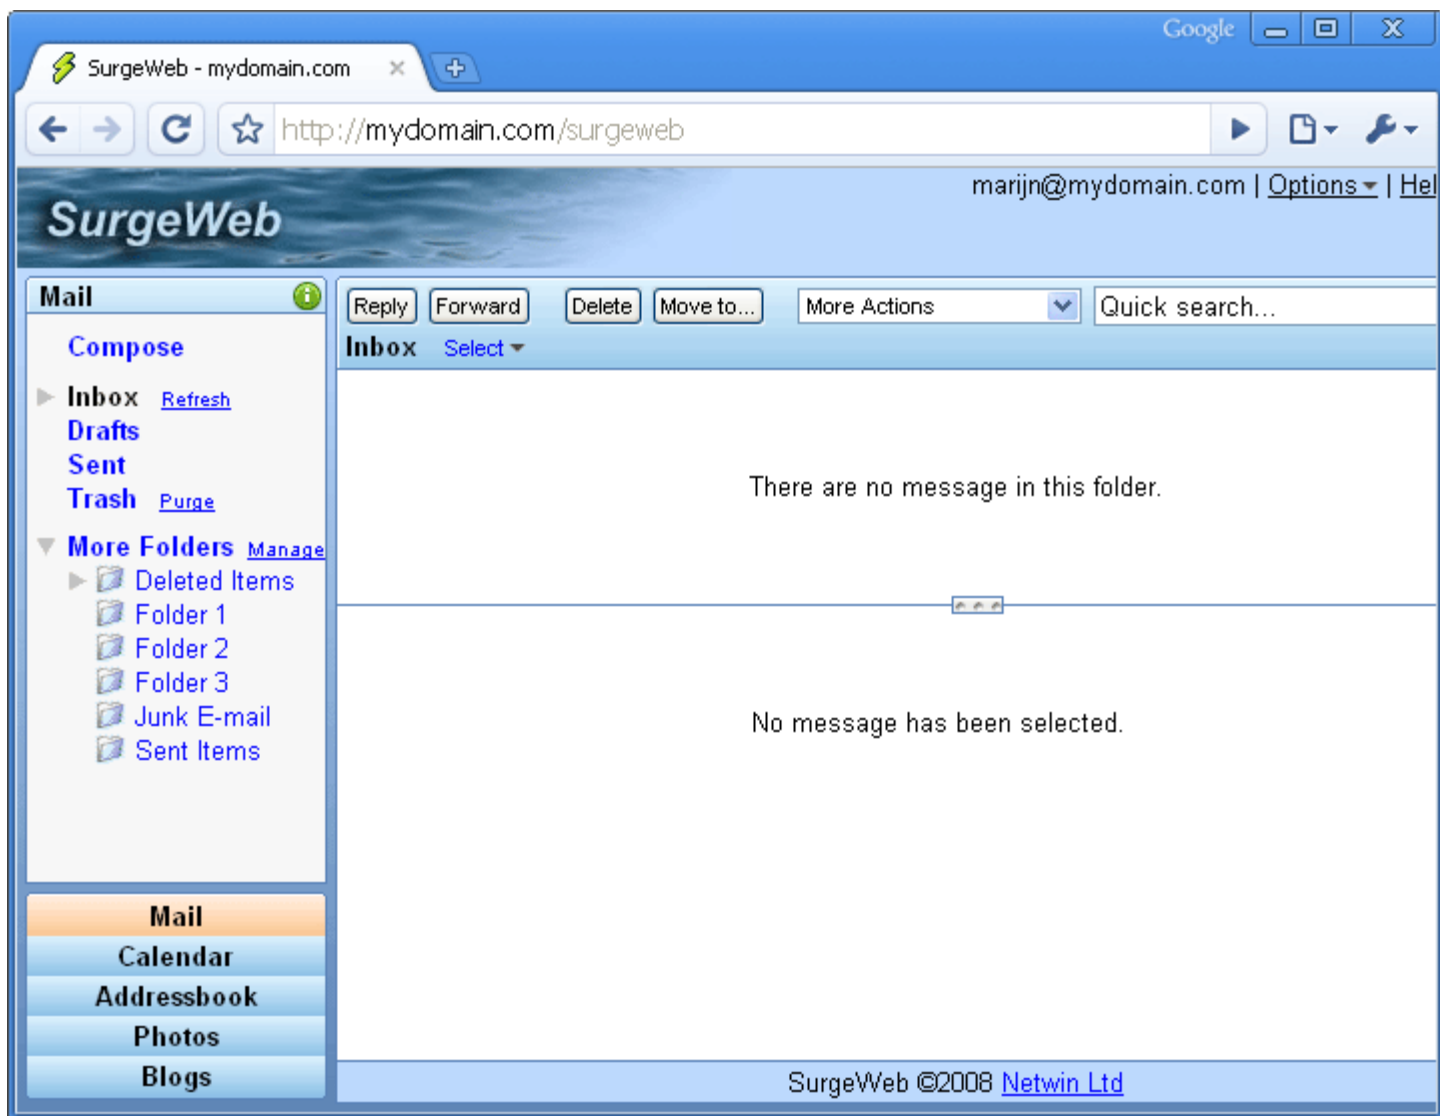 Google
SurgeWeb - mydomain.co
http://mydomain.com/surgeweb
marijn@mydomain.com | Options | Hel
SurgeWeb
Mail
Compose
Inbox Refresh
Drafts
Sent
Trash Purge
More Folders Manage
Deleted Items
Folder 1
Folder 2
Folder 3
Junk E-mail
Sent Items
Mail
Calendar
Addressbook
Photos
Blogs
Reply Forward Delete Move to... More Actions Quick search...
Inbox Select
There are no message in this folder.
No message has been selected.
SurgeWeb ©2008 Netwin Ltd